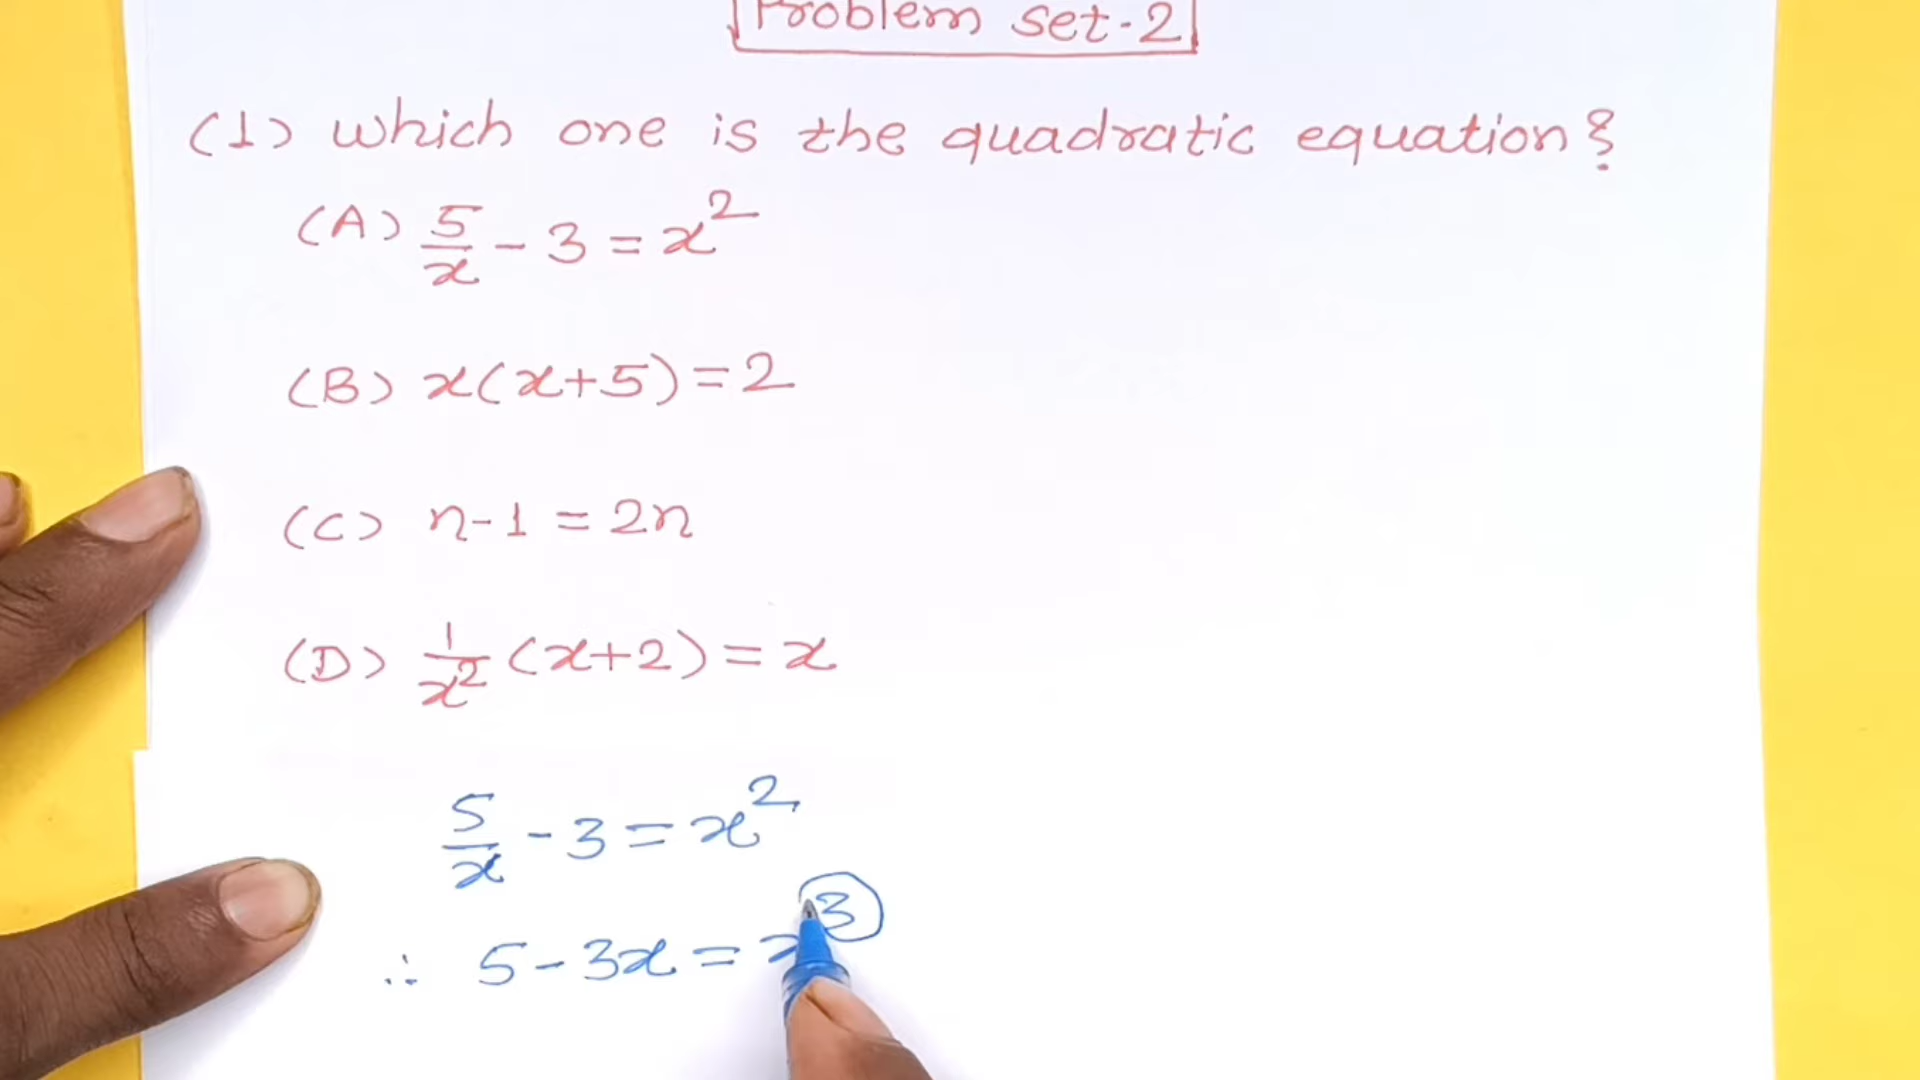 Problem set-2
(1) which one is the quadratic equation?
(A) 5/x - 3 = x²
(B) x(x+5) = 2
(C) n-1 = 2n
(D) 1/x² (x+2) = x
5/x - 3 = x²
∴ 5-3x = x³